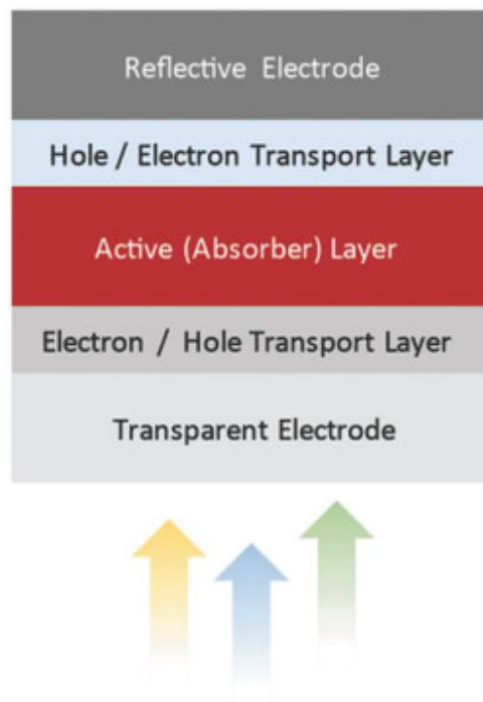 Reflective Electrode
Hole / Electron Transport Layer
Active (Absorber) Layer
Electron / Hole Transport Layer
Transparent Electrode